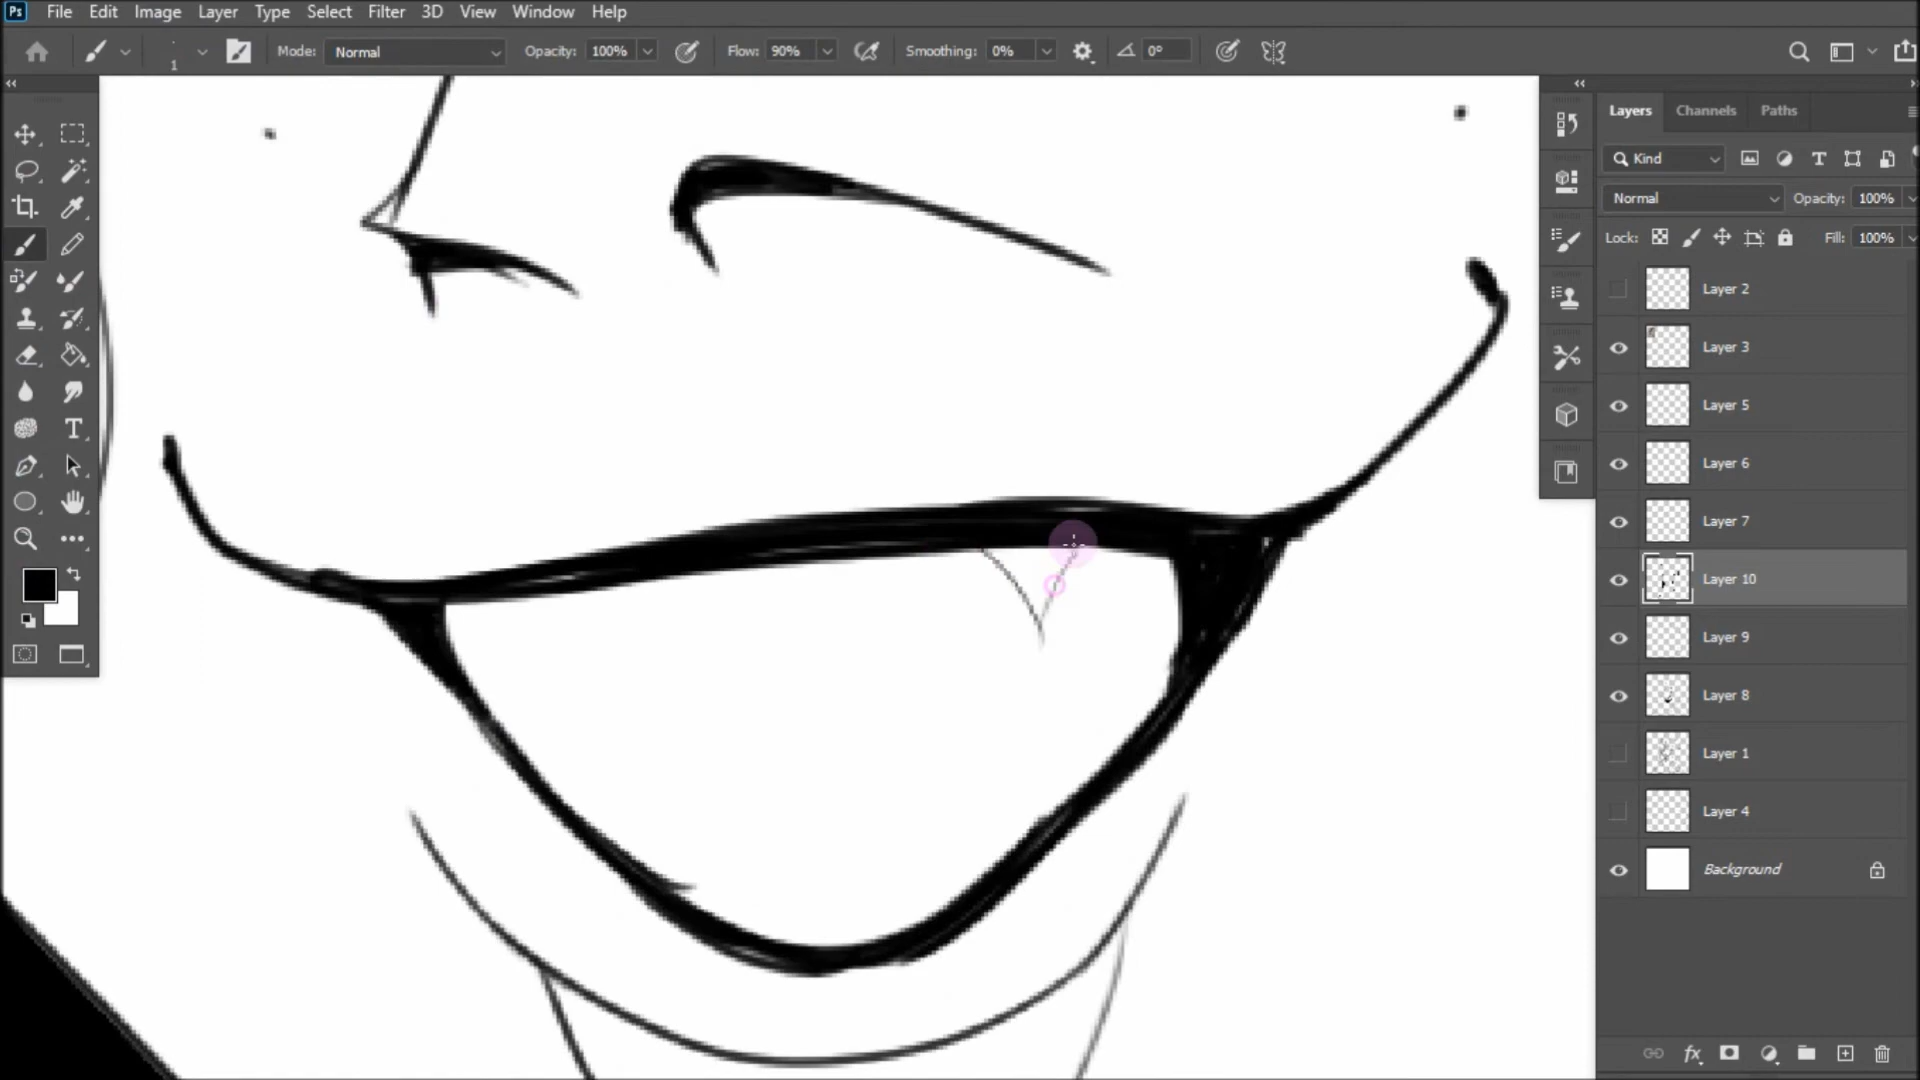 Ps File Edit Image Layer Type Select Filter 3D View Window Help
1 Mode: Normal Opacity: 100% Flow: 90% Smoothing: 0% 0°
Layers Channels Paths
Kind
Normal Opacity: 100%
Lock: Fill: 100%
Layer 2
Layer 3
Layer 5
Layer 6
Layer 7
Layer 10
Layer 9
Layer 8
Layer 1
Layer 4
Background